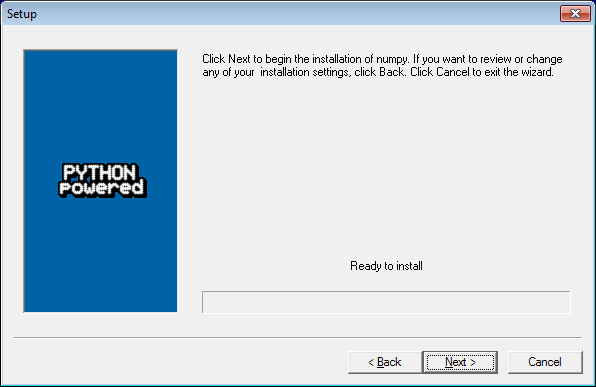 Setup
Click Next to begin the installation of numpy. If you want to review or change
any of your  installation settings, click Back. Click Cancel to exit the wizard.
PYTHON
powered
Ready to install
< Back
Next >
Cancel